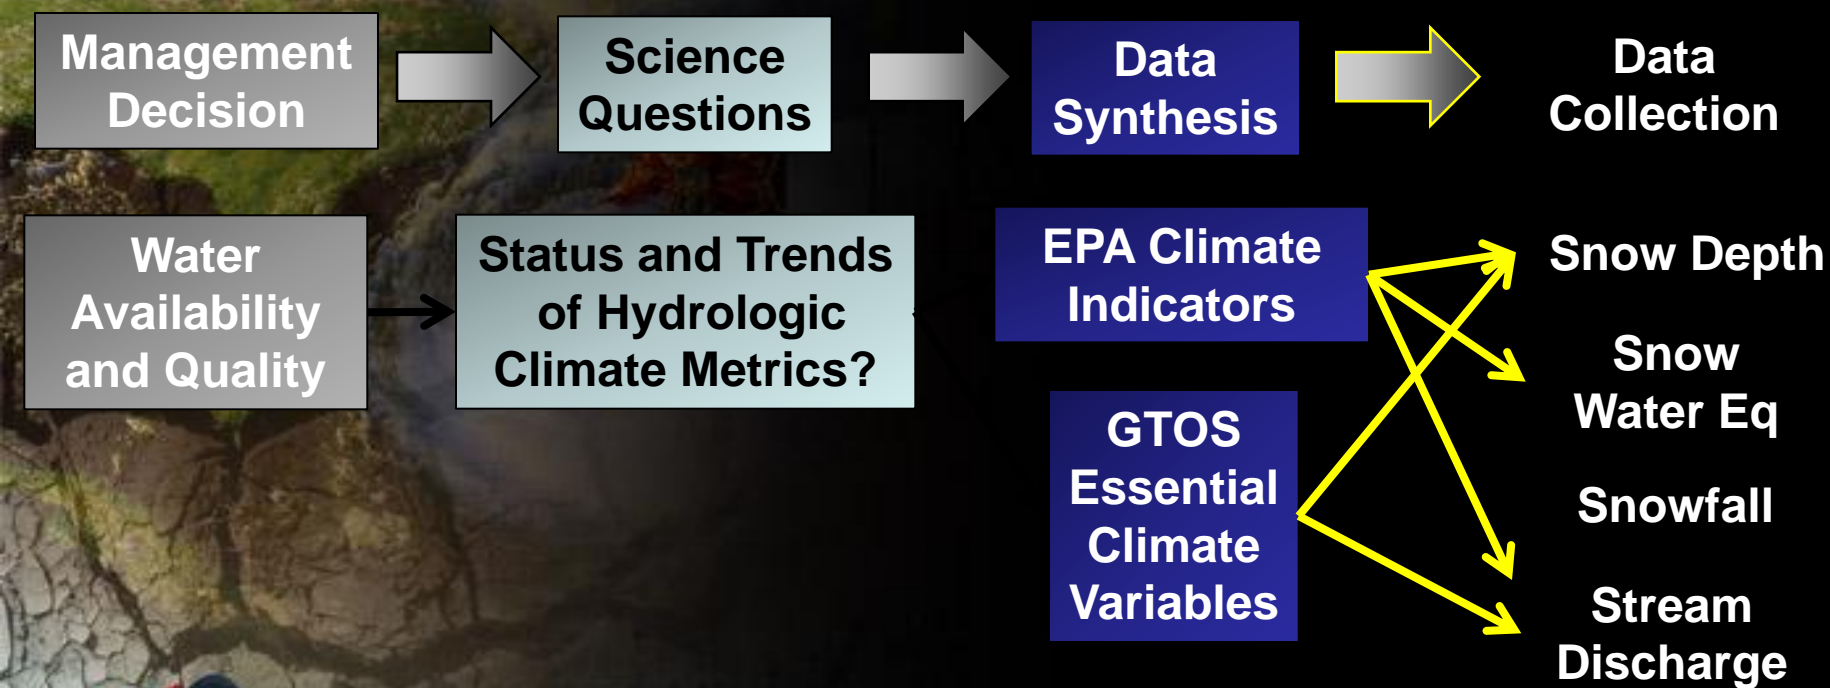 Management
Decision
Science
Questions
Data
Synthesis
Data
Collection
Water
Availability
and Quality
Status and Trends
of Hydrologic
Climate Metrics?
EPA Climate
Indicators
GTOS
Essential
Climate
Variables
Snow Depth
Snow
Water Eq
Snowfall
Stream
Discharge